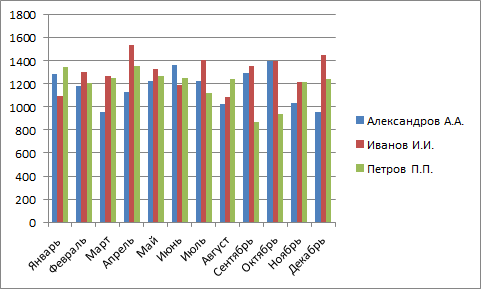 1800
1600
1400
1200
1000
800
600
400
200
0
Январь
Февраль
Март
Апрель
Май
Июнь
Июль
Август
Сентябрь
Октябрь
Ноябрь
Декабрь
Александров А.А.
Иванов И.И.
Петров П.П.